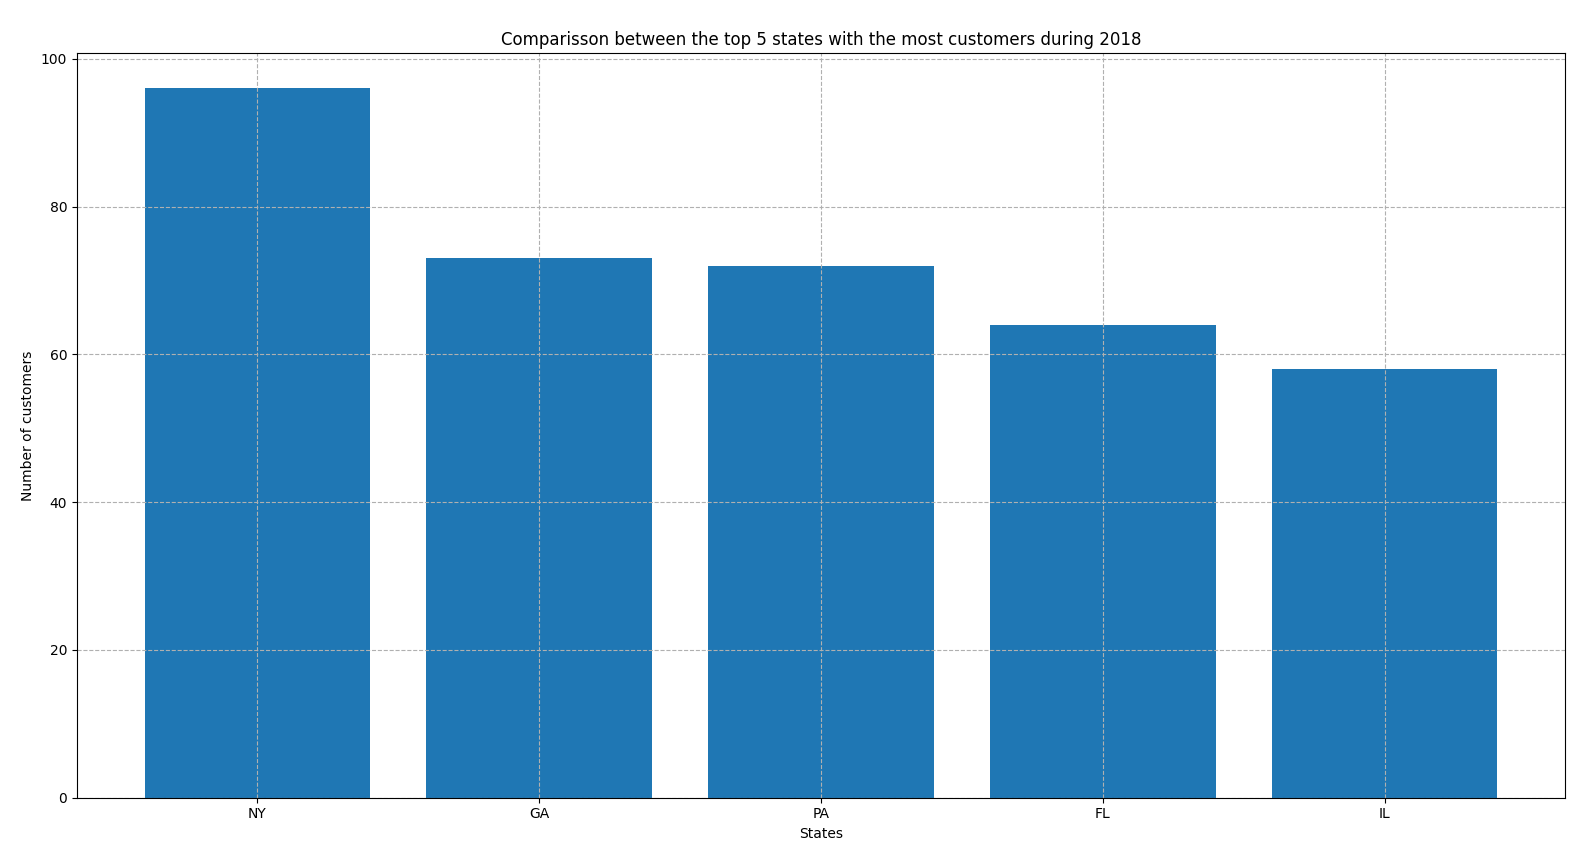 Comparisson between the top 5 states with the most customers during 2018
100
80
60
40
20
0
Number of customers
NY GA PA FL IL
States